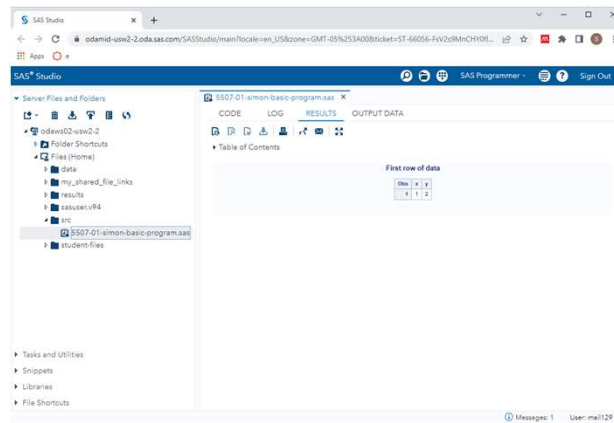 SAS Studio
odamid-usw2-2.oda.sas.com/SASStudio/main?locale=en_US&zone=GMT-05%253A00&ticket=ST-66056-FsV2s9MnCHY0fl...
Apps
SAS® Studio
SAS Programmer
Sign Out
Server Files and Folders
odaws02-usw2-2
Folder Shortcuts
Files (Home)
data
my_shared_file_links
results
sasuser.v94
src
5507-01-simon-basic-program.sas
student-files
Tasks and Utilities
Snippets
Libraries
File Shortcuts
5507-01-simon-basic-program.sas
CODE LOG RESULTS OUTPUT DATA
Table of Contents
First row of data
Obs x y
1 1 2
Messages: 1 User: mail129